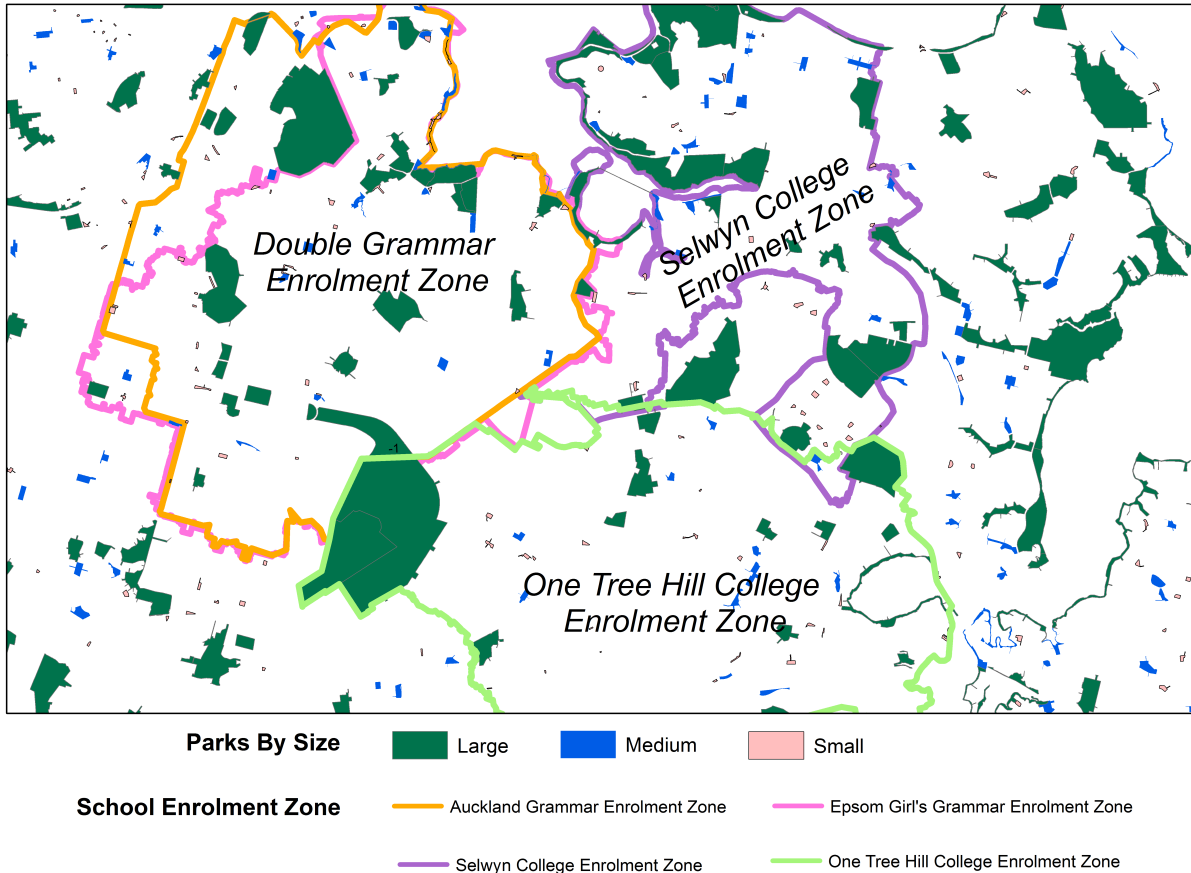 Double Grammar
Enrolment Zone
Selwyn College
Enrolment Zone
-1
One Tree Hill College
Enrolment Zone
Parks By Size
Large
Medium
Small
School Enrolment Zone
Auckland Grammar Enrolment Zone
Epsom Girl's Grammar Enrolment Zone
Selwyn College Enrolment Zone
One Tree Hill College Enrolment Zone